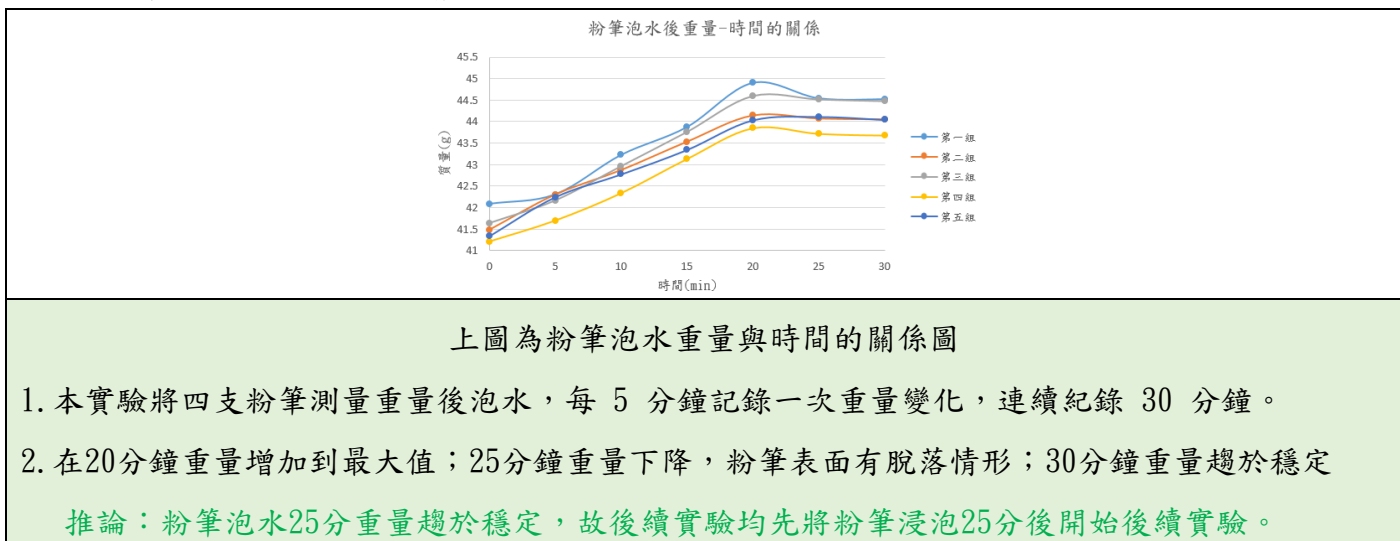 粉筆泡水後重量-時間的關係
45.5
45
44.5
44
43.5
43
42.5
42
41.5
41
質量(g)
0 5 10 15 20 25 30
時間(min)
第一組
第二組
第三組
第四組
第五組
上圖為粉筆泡水重量與時間的關係圖
1.本實驗將四支粉筆測量重量後泡水，每 5 分鐘記錄一次重量變化，連續紀錄 30 分鐘。
2.在20分鐘重量增加到最大值；25分鐘重量下降，粉筆表面有脫落情形；30分鐘重量趨於穩定
推論：粉筆泡水25分重量趨於穩定，故後續實驗均先將粉筆浸泡25分後開始後續實驗。